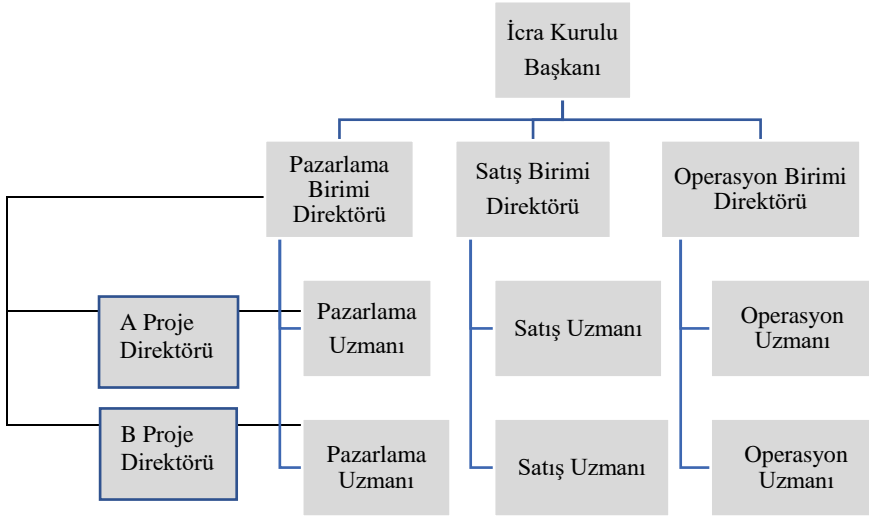 İcra Kurulu
Başkanı
Pazarlama
Birimi
Direktörü
Satış Birimi
Direktörü
Operasyon Birimi
Direktörü
A Proje
Direktörü
Pazarlama
Uzmanı
Satış Uzmanı
Operasyon
Uzmanı
B Proje
Direktörü
Pazarlama
Uzmanı
Satış Uzmanı
Operasyon
Uzmanı